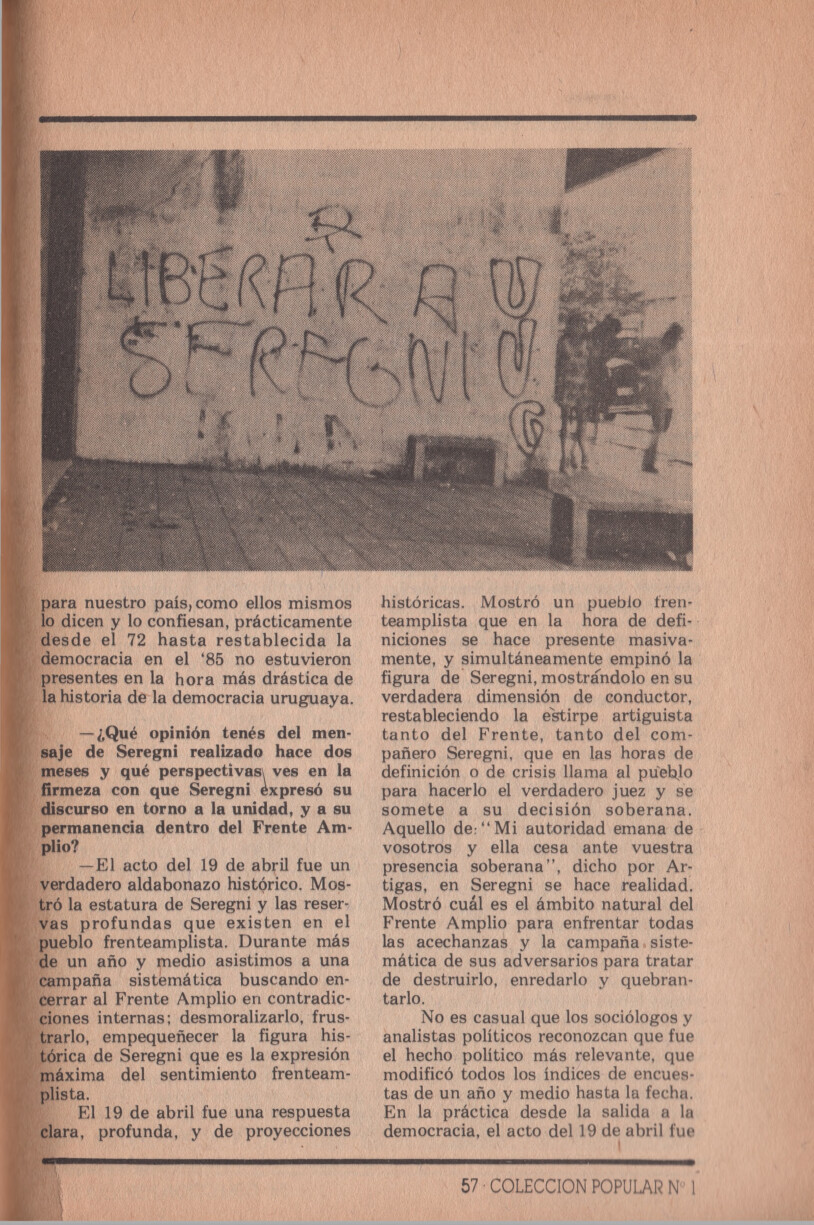 LIBERAR A
SEREGNI
UJC
para nuestro país, como ellos mismos
lo dicen y lo confiesan, prácticamente
desde el 72 hasta restablecida la
democracia en el ‘85 no estuvieron
presentes en la hora más drástica de
la historia de la democracia uruguaya.
—¿Qué opinión tenés del men-
saje de Seregni realizado hace dos
meses y qué perspectivas ves en la
firmeza con que Seregni expresó su
discurso en torno a la unidad, y a su
permanencia dentro del Frente Am-
plio?
—El acto del 19 de abril fue un
verdadero aldabonazo histórico. Mos-
tró la estatura de Seregni y las reser-
vas profundas que existen en el
pueblo frenteamplista. Durante más
de un año y medio asistimos a una
campaña sistemática buscando en-
cerrar al Frente Amplio en contradic-
ciones internas; desmoralizarlo, frus-
trarlo, empequeñecer la figura his-
tórica de Seregni que es la expresión
máxima del sentimiento frenteam-
plista.
El 19 de abril fue una respuesta
clara, profunda, y de proyecciones
históricas. Mostró un pueblo fren-
teamplista que en la hora de defi-
niciones se hace presente masiva-
mente, y simultáneamente empinó la
figura de Seregni, mostrándolo en su
verdadera dimensión de conductor,
restableciendo la estirpe artiguista
tanto del Frente, tanto del com-
pañero Seregni, que en las horas de
definición o de crisis llama al pueblo
para hacerlo el verdadero juez y se
somete a su decisión soberana.
Aquello de: “Mi autoridad emana de
vosotros y ella cesa ante vuestra
presencia soberana”, dicho por Ar-
tigas, en Seregni se hace realidad.
Mostró cuál es el ámbito natural del
Frente Amplio para enfrentar todas
las acechanzas y la campaña siste-
mática de sus adversarios para tratar
de destruirlo, enredarlo y quebran-
tarlo.
No es casual que los sociólogos y
analistas políticos reconozcan que fue
el hecho político más relevante, que
modificó todos los índices de encues-
tas de un año y medio hasta la fecha.
En la práctica desde la salida a la
democracia, el acto del 19 de abril fue
57 · COLECCION POPULAR Nº 1